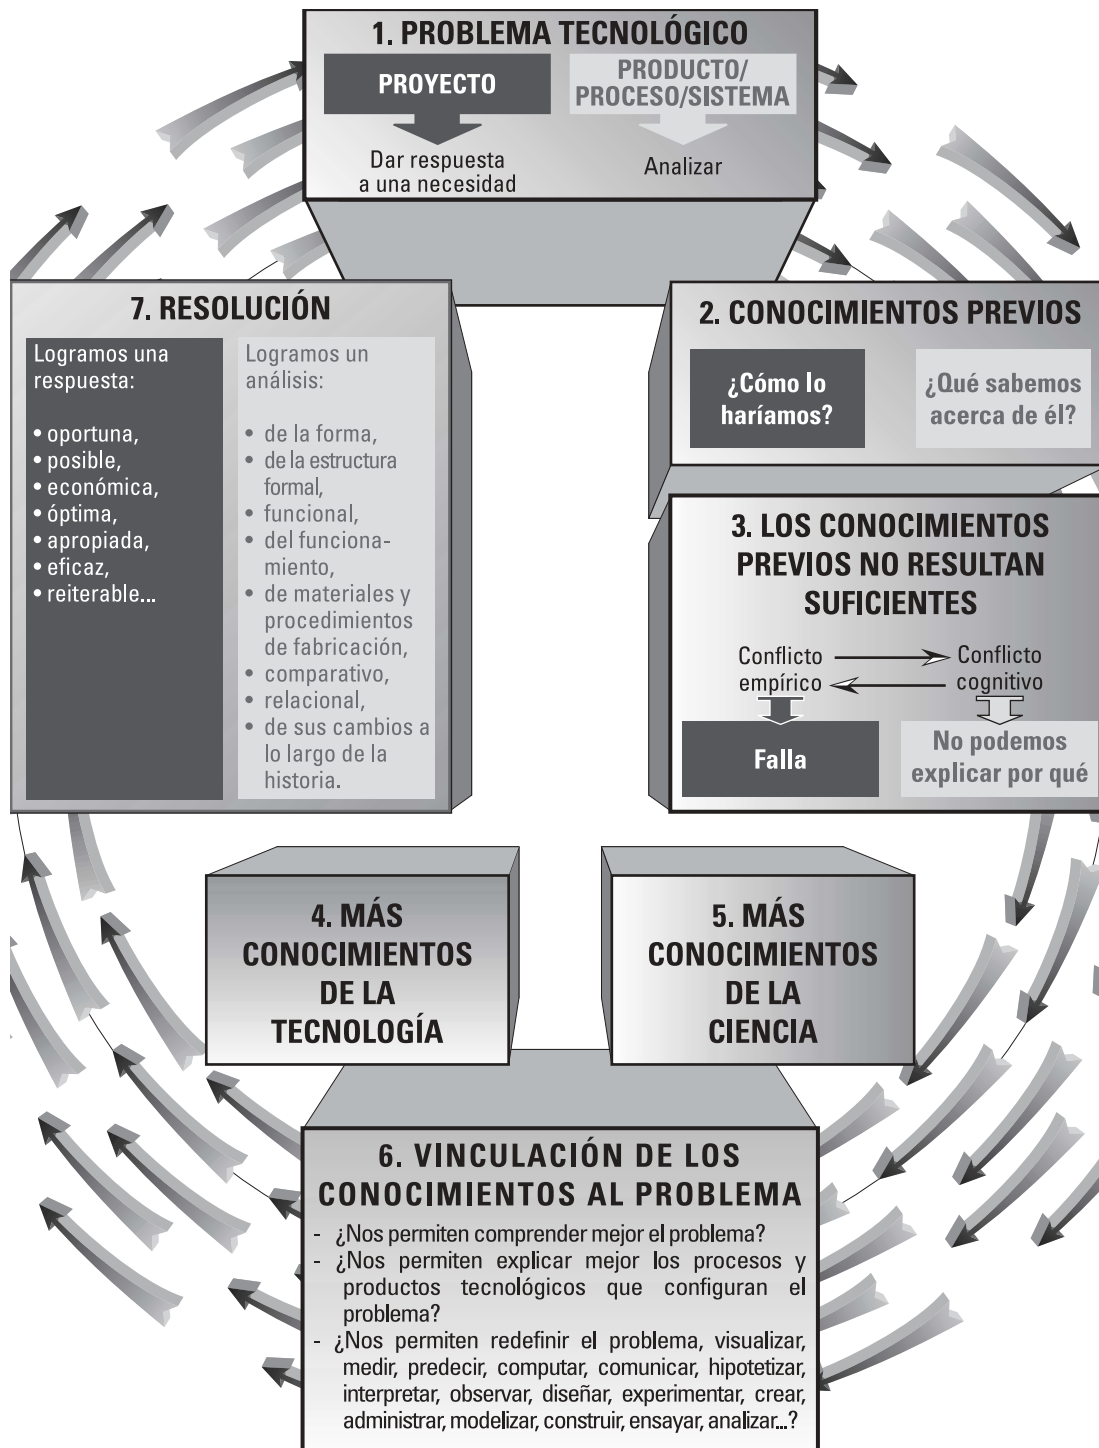 1. PROBLEMA TECNOLÓGICO
PROYECTO
Dar respuesta
a una necesidad
PRODUCTO/
PROCESO/SISTEMA
Analizar
2. CONOCIMIENTOS PREVIOS
¿Cómo lo
haríamos?
¿Qué sabemos
acerca de él?
3. LOS CONOCIMIENTOS
PREVIOS NO RESULTAN
SUFICIENTES
Conflicto
empírico
Conflicto
cognitivo
Falla
No podemos
explicar por qué
4. MÁS
CONOCIMIENTOS
DE LA
TECNOLOGÍA
5. MÁS
CONOCIMIENTOS
DE LA
CIENCIA
6. VINCULACIÓN DE LOS
CONOCIMIENTOS AL PROBLEMA
- ¿Nos permiten comprender mejor el problema?
- ¿Nos permiten explicar mejor los procesos y
productos tecnológicos que configuran el
problema?
- ¿Nos permiten redefinir el problema, visualizar,
medir, predecir, computar, comunicar, hipotetizar,
interpretar, observar, diseñar, experimentar, crear,
administrar, modelizar, construir, ensayar, analizar...?
7. RESOLUCIÓN
Logramos una
respuesta:
• oportuna,
• posible,
• económica,
• óptima,
• apropiada,
• eficaz,
• reiterable...
Logramos un
análisis:
• de la forma,
• de la estructura
formal,
• funcional,
• del funciona-
miento,
• de materiales y
procedimientos
de fabricación,
• comparativo,
• relacional,
• de sus cambios a
lo largo de la
historia.